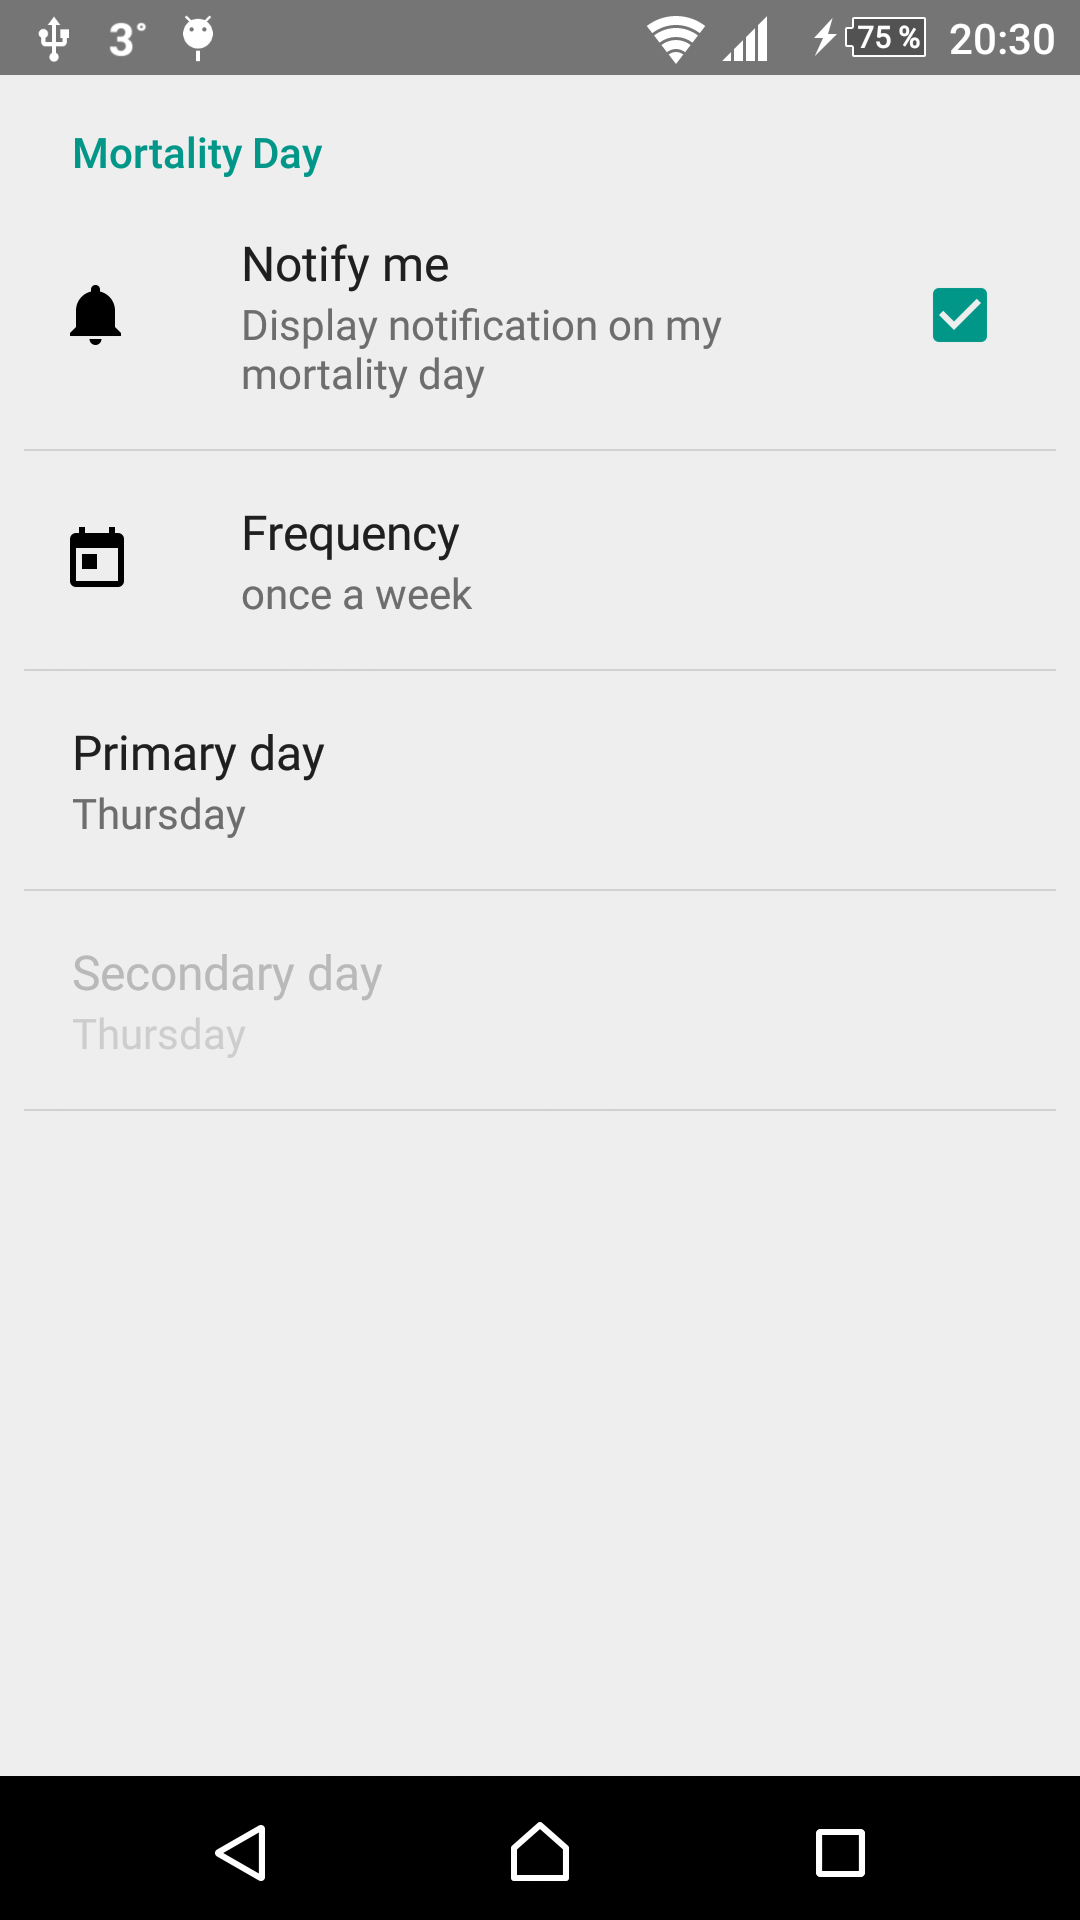 3° 75 % 20:30
Mortality Day
Notify me
Display notification on my
mortality day
Frequency
once a week
Primary day
Thursday
Secondary day
Thursday